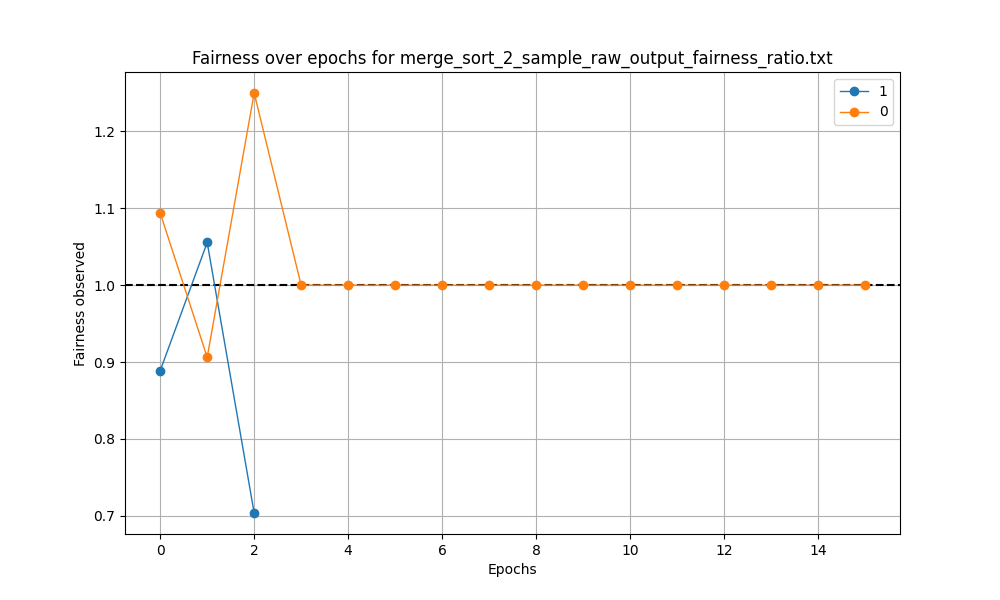 Fairness over epochs for merge_sort_2_sample_raw_output_fairness_ratio.txt
1
0
1.2
1.1
1.0
0.9
0.8
0.7
Fairness observed
0 2 4 6 8 10 12 14
Epochs